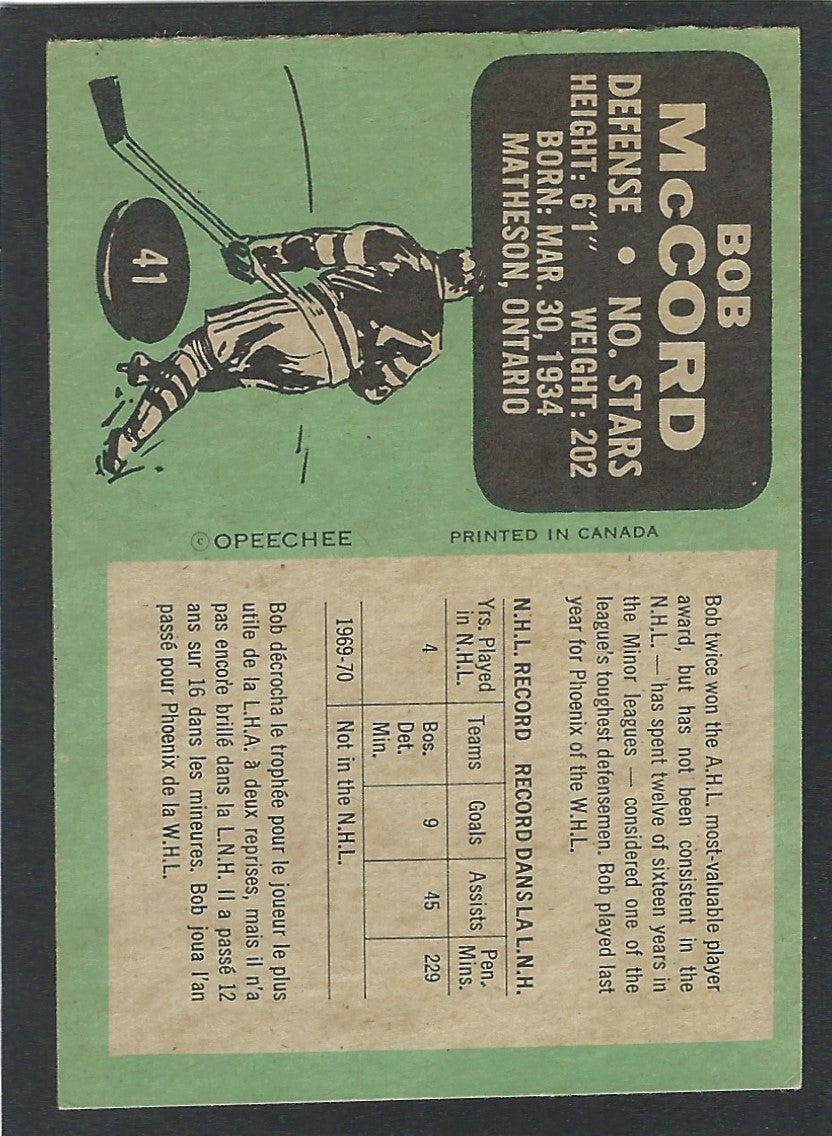 BOB
McCORD
DEFENSE • NO. STARS
HEIGHT: 6'1" WEIGHT: 202
BORN: MAR. 30, 1934
MATHESON, ONTARIO
41
PRINTED IN CANADA
© OPEECHEE
Bob twice won the A.H.L. most-valuable player
award, but has not been consistent in the
N.H.L. — has spent twelve of sixteen years in
the Minor leagues — considered one of the
league's toughest defensemen. Bob played last
year for Phoenix of the W.H.L.
N.H.L. RECORD RECORD DANS LA L.N.H.
Yrs. Played in N.H.L. Teams Goals Assists Pen. Mins.
4 Bos. 9 45 229
Det.
Min.
1969-70 Not in the N.H.L.
Bob décrocha le trophée pour le joueur le plus
utile de la L.H.A. à deux reprises, mais il n'a
pas encore brillé dans la L.N.H. Il a passé 12
ans sur 16 dans les mineures. Bob joua l'an
passé pour Phoenix de la W.H.L.